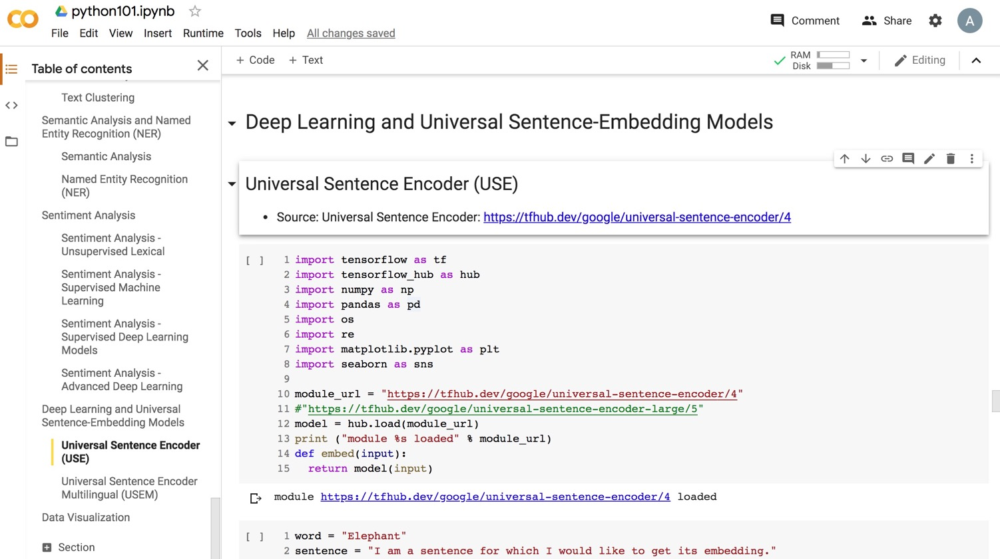 python101.ipynb
File Edit View Insert Runtime Tools Help All changes saved
Comment Share A
Table of contents
+ Code + Text
RAM
Disk
Editing
Text Clustering
Semantic Analysis and Named
Entity Recognition (NER)
Semantic Analysis
Named Entity Recognition
(NER)
Sentiment Analysis
Sentiment Analysis -
Unsupervised Lexical
Sentiment Analysis -
Supervised Machine
Learning
Sentiment Analysis -
Supervised Deep Learning
Models
Sentiment Analysis -
Advanced Deep Learning
Deep Learning and Universal
Sentence-Embedding Models
Universal Sentence Encoder
(USE)
Universal Sentence Encoder
Multilingual (USEM)
Data Visualization
Section
Deep Learning and Universal Sentence-Embedding Models
Universal Sentence Encoder (USE)
• Source: Universal Sentence Encoder: https://tfhub.dev/google/universal-sentence-encoder/4
[ ] 1 import tensorflow as tf
2 import tensorflow_hub as hub
3 import numpy as np
4 import pandas as pd
5 import os
6 import re
7 import matplotlib.pyplot as plt
8 import seaborn as sns
9
10 module_url = "https://tfhub.dev/google/universal-sentence-encoder/4"
11 #"https://tfhub.dev/google/universal-sentence-encoder-large/5"
12 model = hub.load(module_url)
13 print ("module %s loaded" % module_url)
14 def embed(input):
15   return model(input)
module https://tfhub.dev/google/universal-sentence-encoder/4 loaded
[ ] 1 word = "Elephant"
2 sentence = "I am a sentence for which I would like to get its embedding."